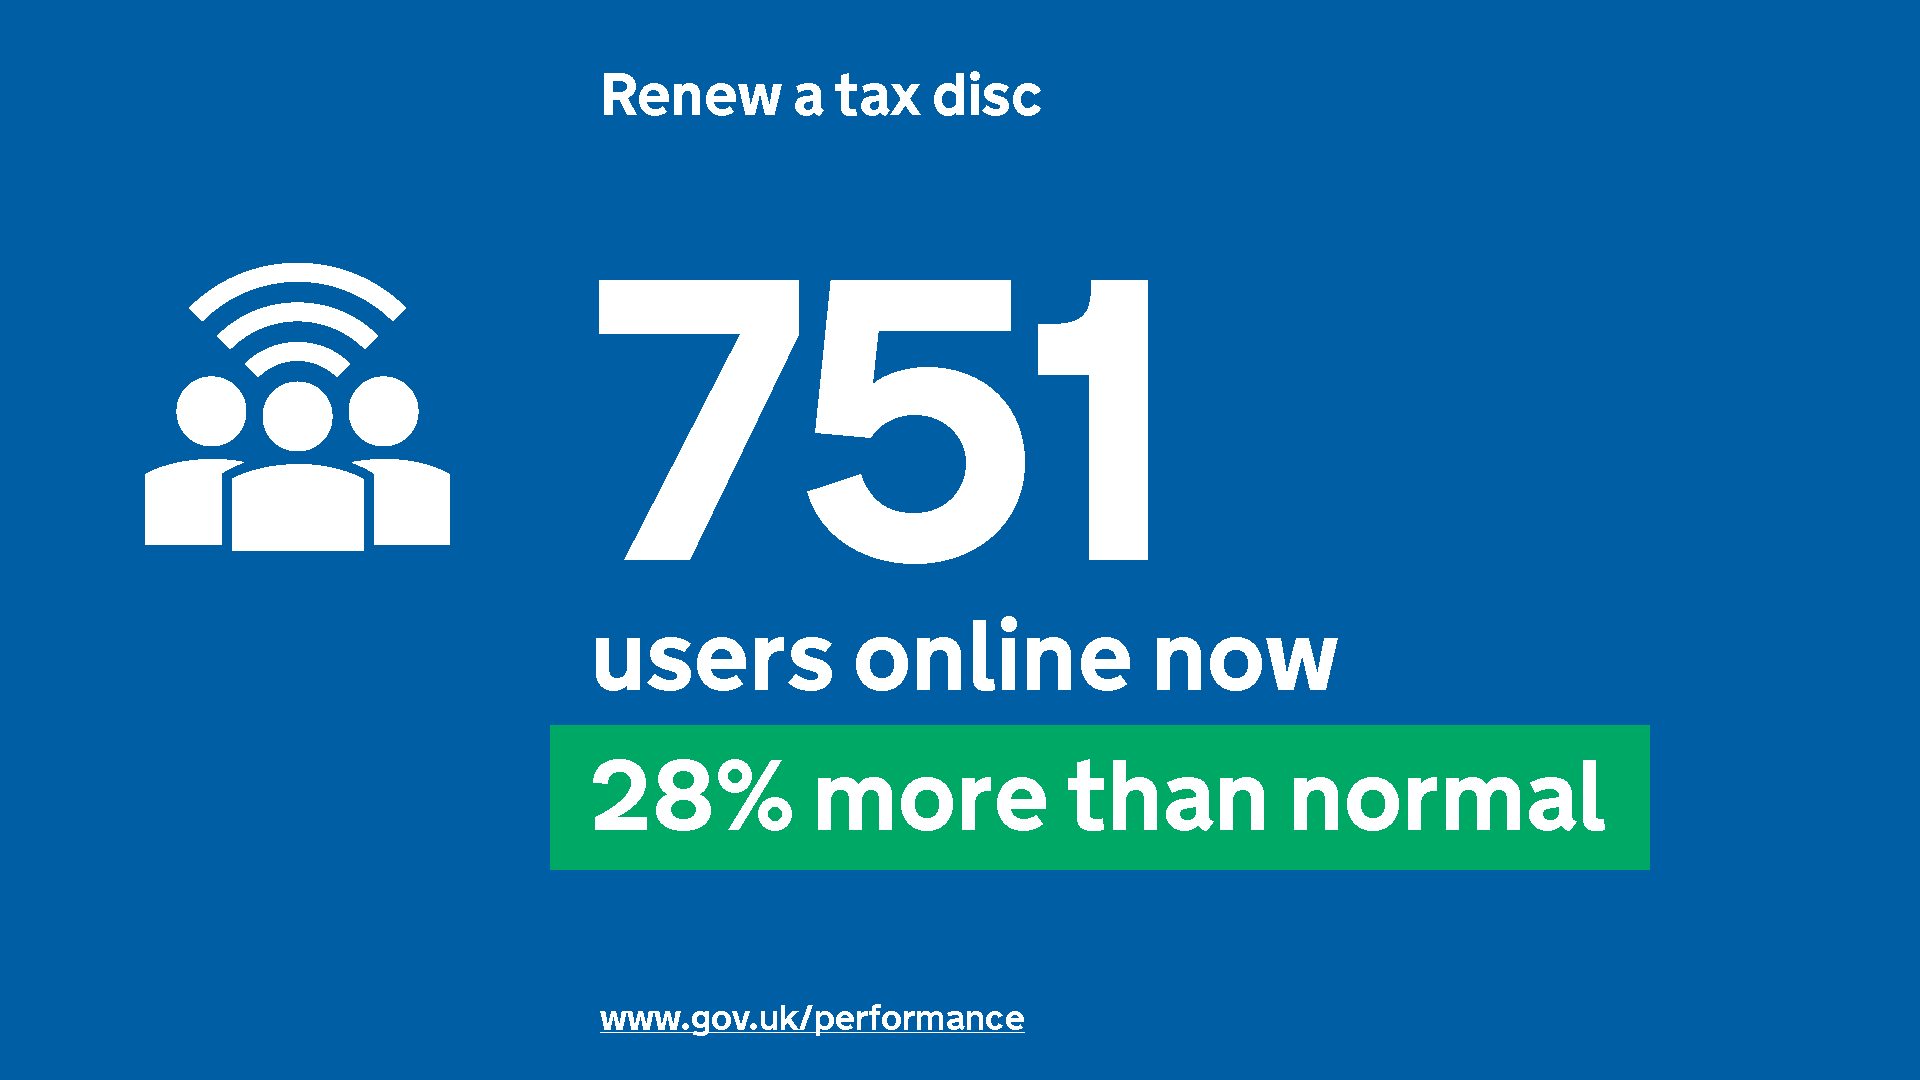 Renew a tax disc
751
users online now
28% more than normal
www.gov.uk/performance